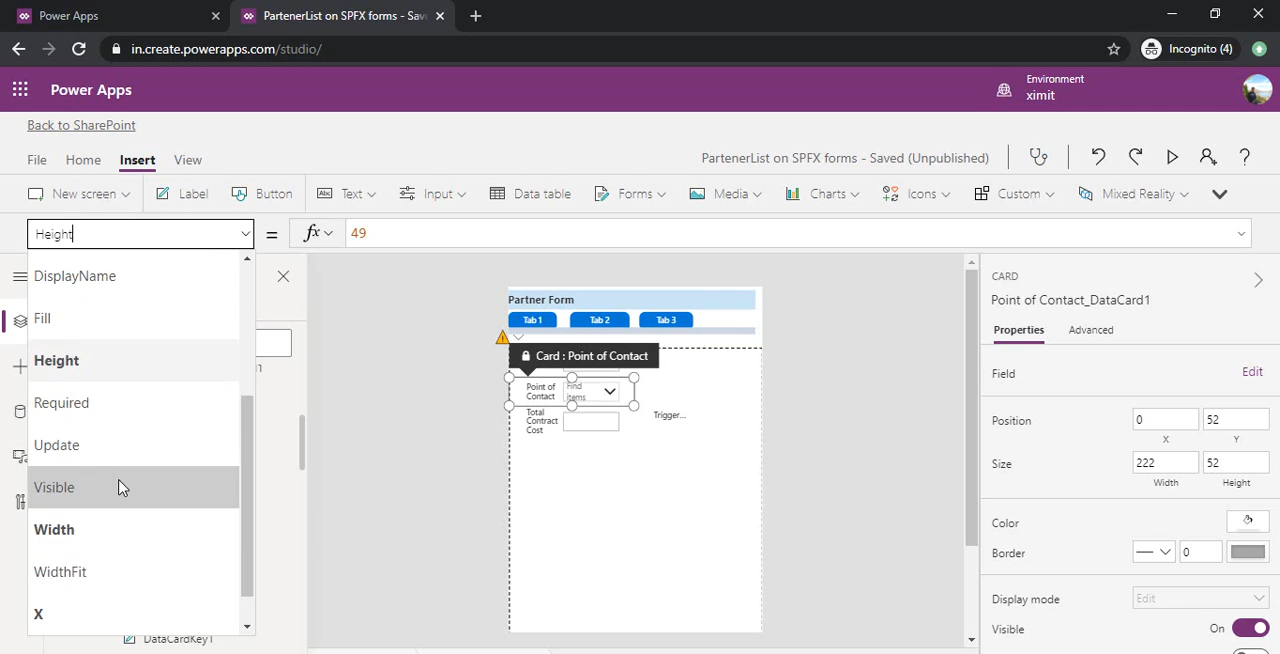 Power Apps
PartenerList on SPFX forms - Sav
in.create.powerapps.com/studio/
Incognito (4)
Power Apps
Environment
ximit
Back to SharePoint
File Home Insert View
PartenerList on SPFX forms - Saved (Unpublished)
New screen Label Button Text Input Data table Forms Media Charts Icons Custom Mixed Reality
Height = fx 49
DisplayName
Fill
Height
Required
Update
Visible
Width
WidthFit
X
DataCardKey1
Partner Form
Tab 1 Tab 2 Tab 3
Card : Point of Contact
Point of
Contact
Find
items
Total
Contract
Cost
Trigger...
CARD
Point of Contact_DataCard1
Properties Advanced
Field Edit
Position 0 52
X Y
Size 222 52
Width Height
Color
Border 0
Display mode Edit
Visible On